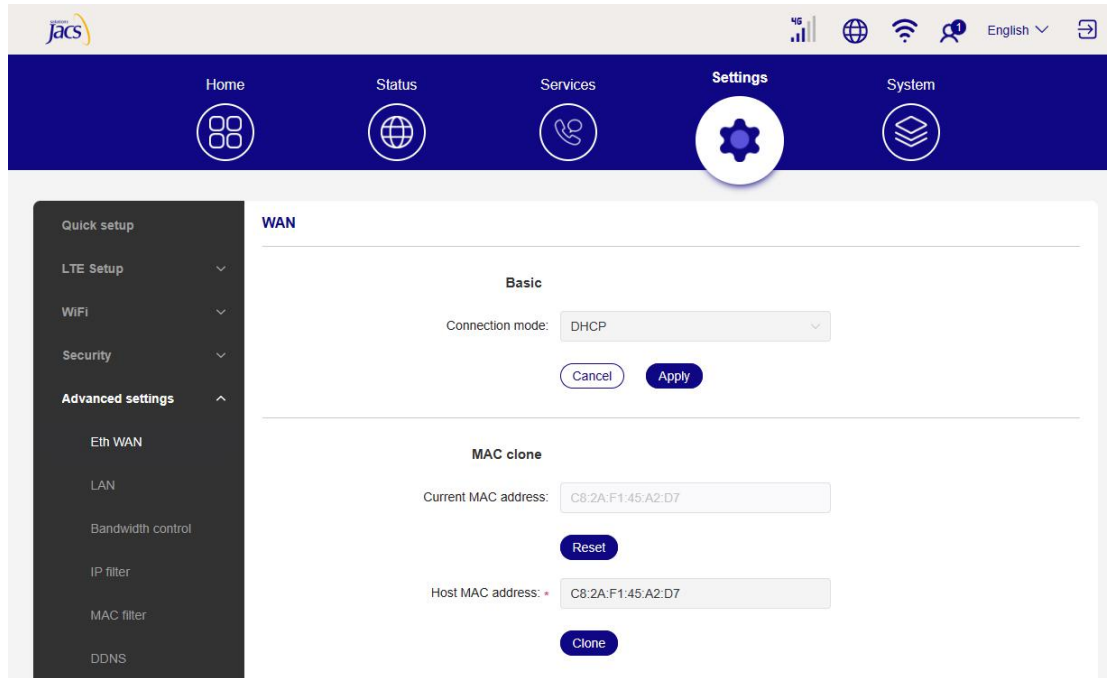 solutions
jacs
4G
1
English
Home
Status
Services
Settings
System
Quick setup
LTE Setup
WiFi
Security
Advanced settings
Eth WAN
LAN
Bandwidth control
IP filter
MAC filter
DDNS
WAN
Basic
Connection mode: DHCP
Cancel Apply
MAC clone
Current MAC address: C8:2A:F1:45:A2:D7
Reset
Host MAC address: * C8:2A:F1:45:A2:D7
Clone